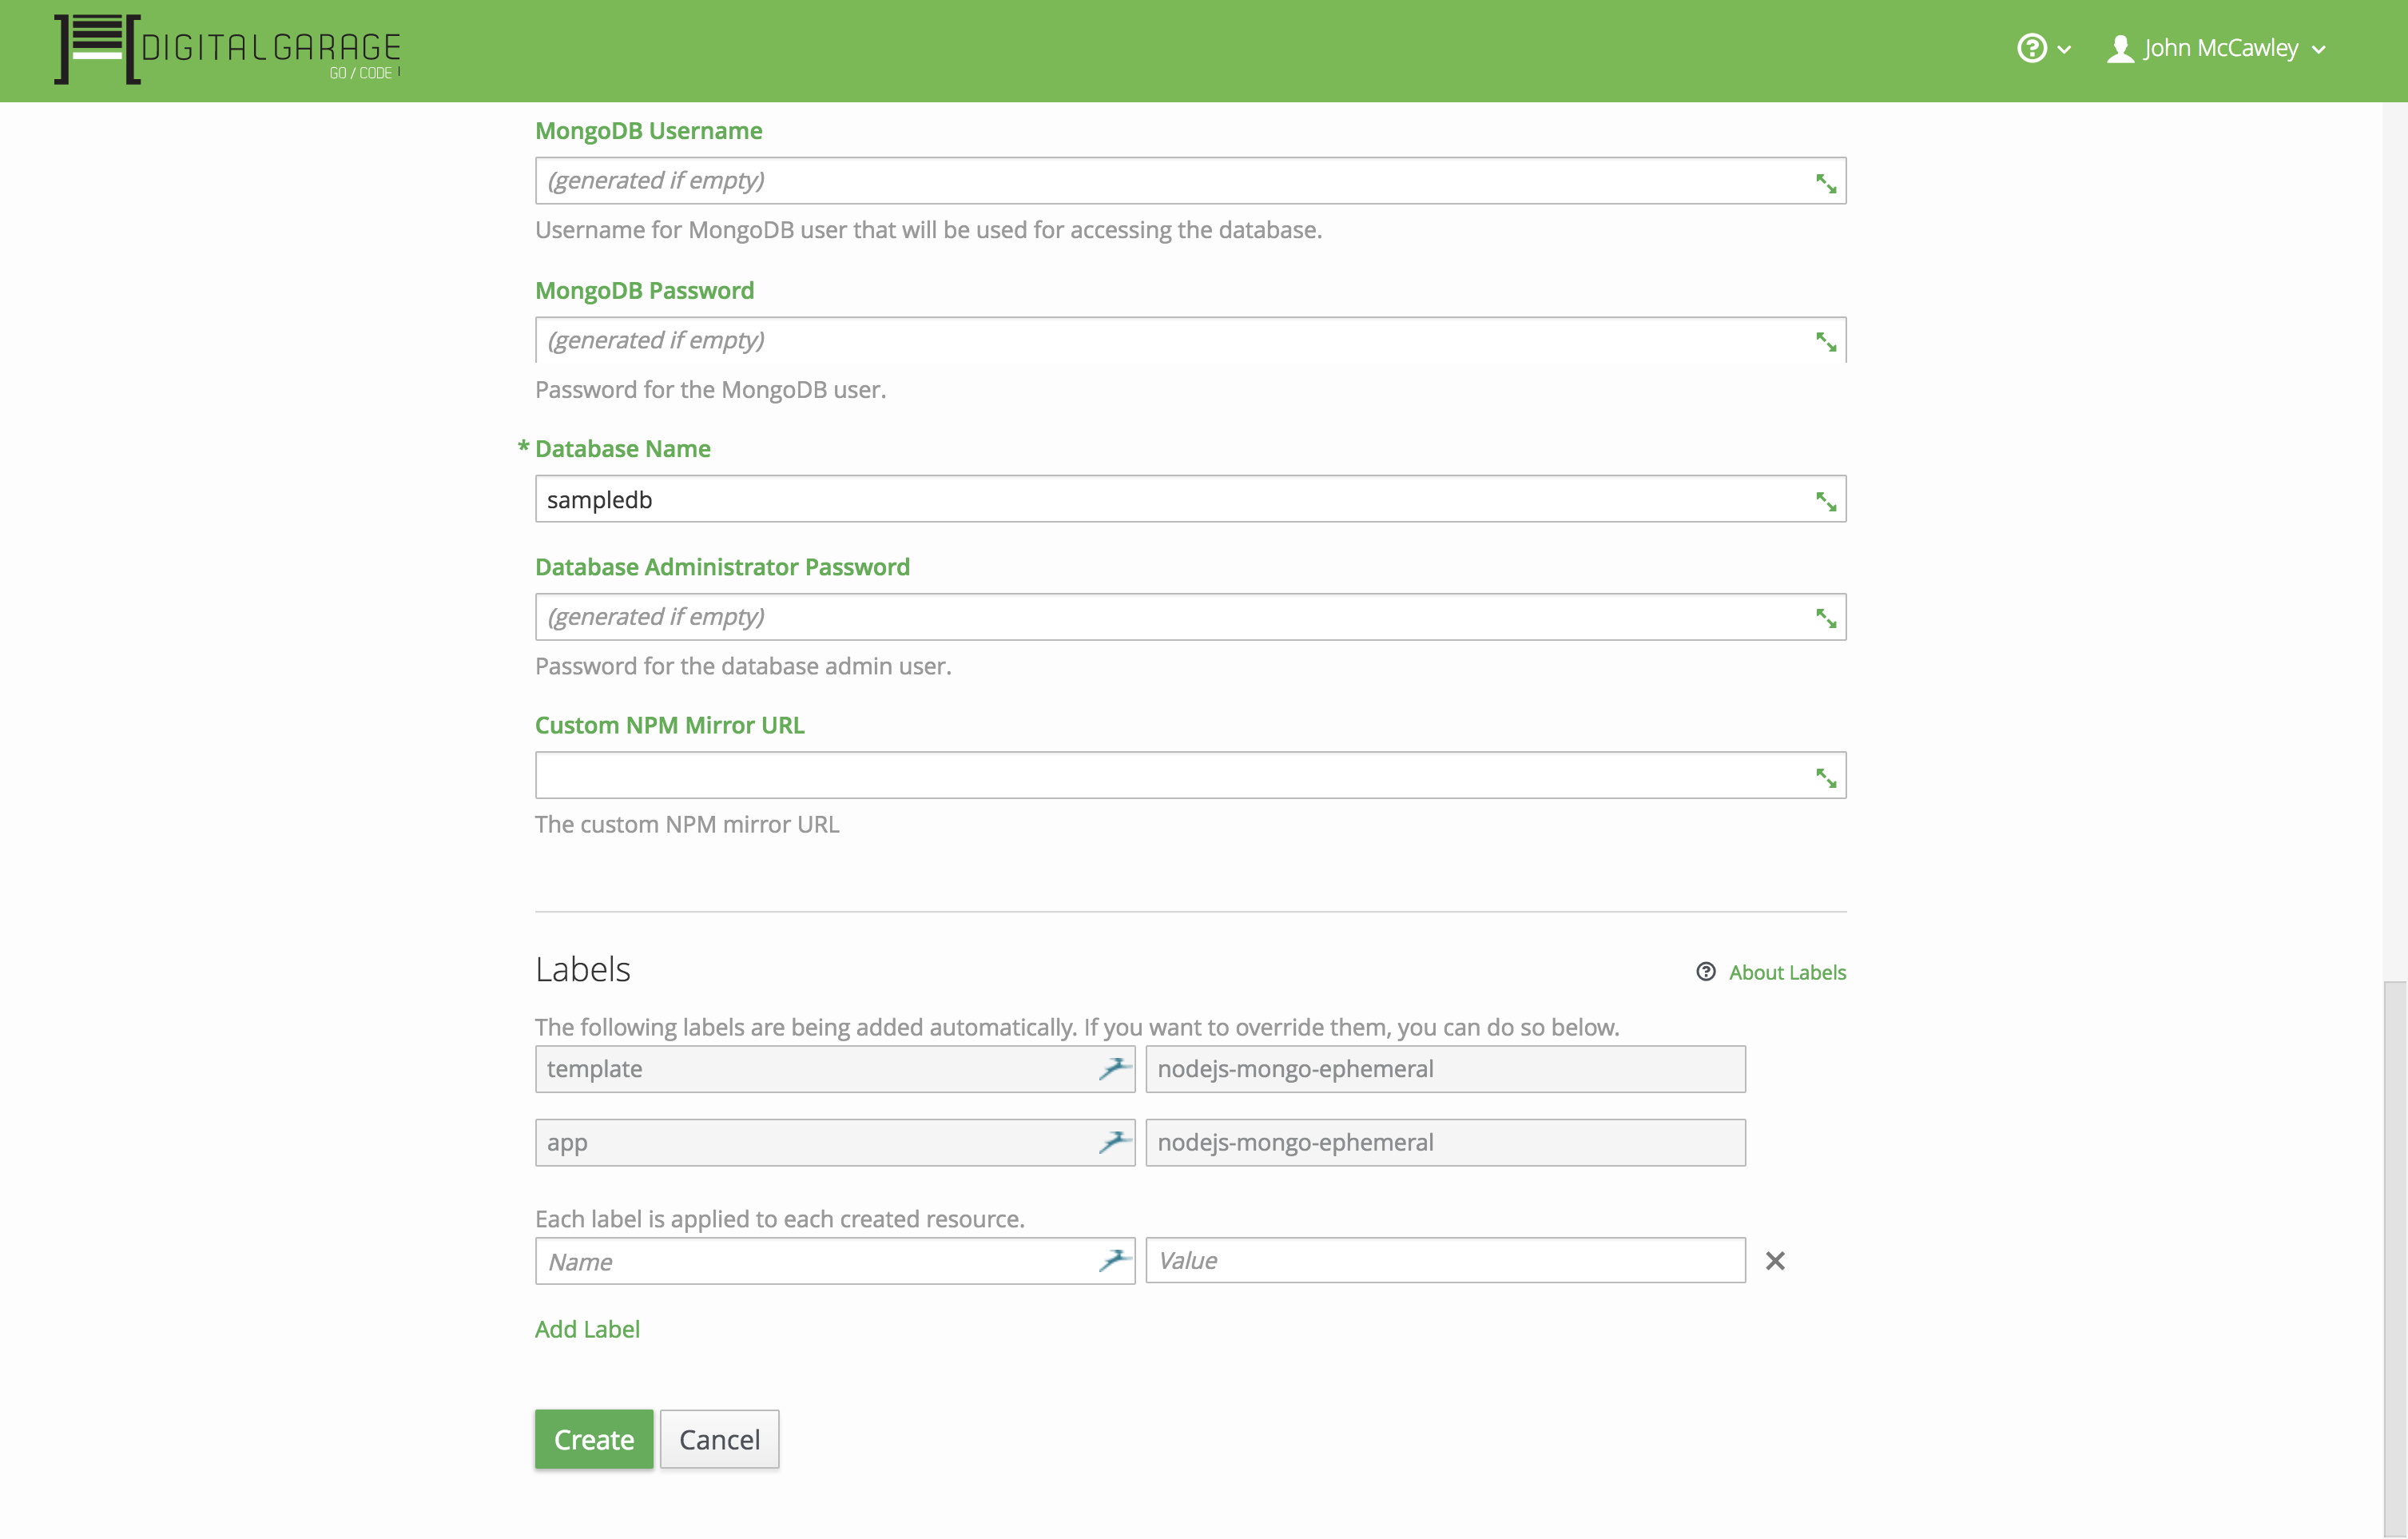 DIGITALGARAGE
GO / CODE
John McCawley
MongoDB Username
(generated if empty)
Username for MongoDB user that will be used for accessing the database.
MongoDB Password
(generated if empty)
Password for the MongoDB user.
* Database Name
sampledb
Database Administrator Password
(generated if empty)
Password for the database admin user.
Custom NPM Mirror URL
The custom NPM mirror URL
Labels
About Labels
The following labels are being added automatically. If you want to override them, you can do so below.
template nodejs-mongo-ephemeral
app nodejs-mongo-ephemeral
Each label is applied to each created resource.
Name Value
Add Label
Create Cancel